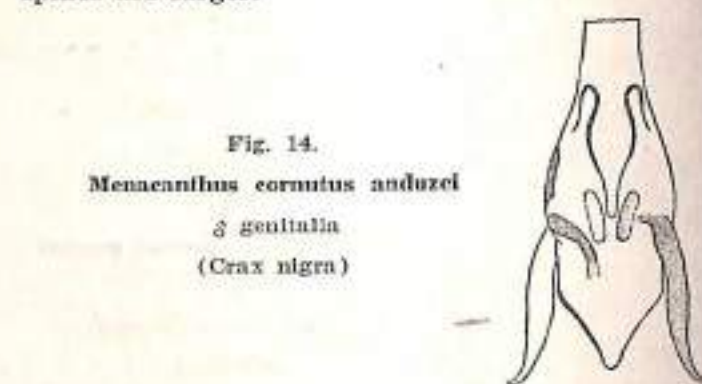 Fig. 14.
Menacanthus cornutus anduzei
♂ genitalia
(Crax nigra)